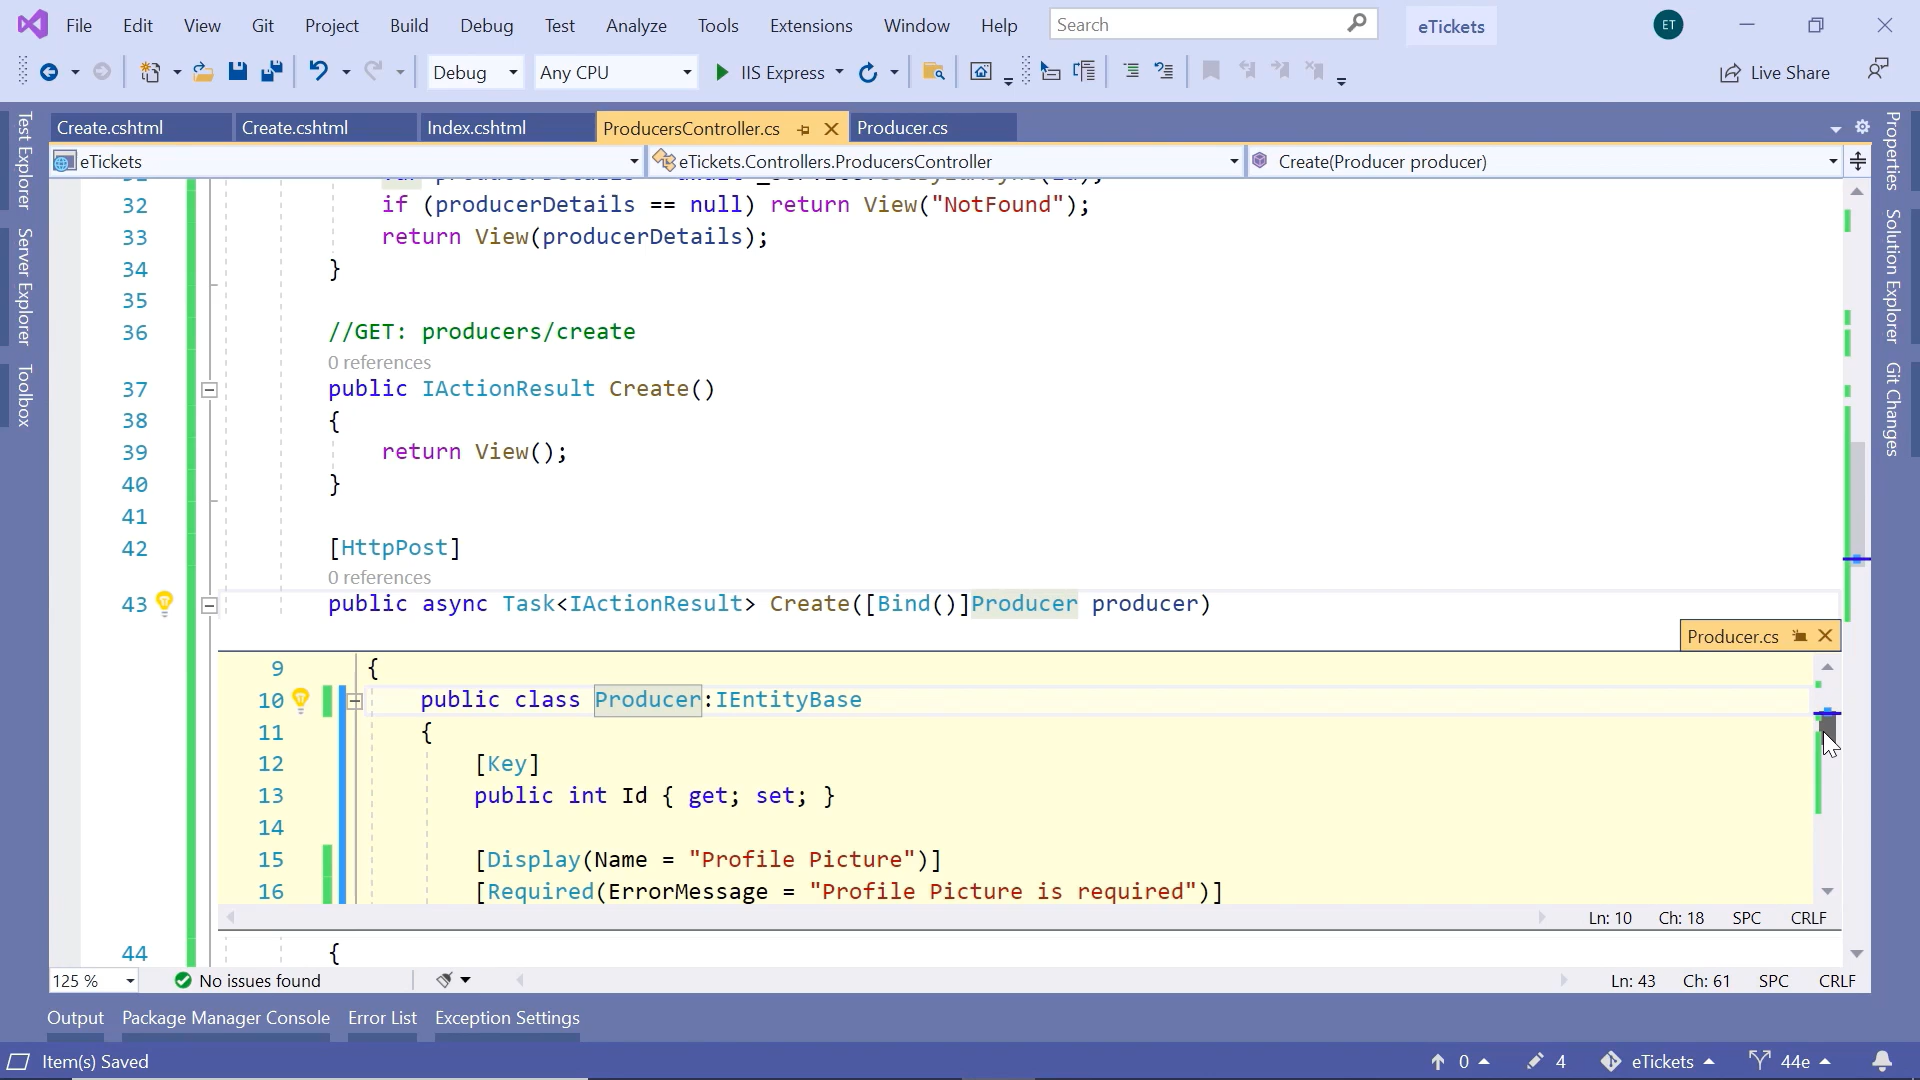 File Edit View Git Project Build Debug Test Analyze Tools Extensions Window Help Search eTickets ET
Debug Any CPU IIS Express Live Share
Create.cshtml Create.cshtml Index.cshtml ProducersController.cs Producer.cs
eTickets eTickets.Controllers.ProducersController Create(Producer producer)
Test Explorer
Server Explorer
Toolbox
Properties
Solution Explorer
Git Changes
32 if (producerDetails == null) return View("NotFound");
33 return View(producerDetails);
34 }
35
36 //GET: producers/create
0 references
37 public IActionResult Create()
38 {
39 return View();
40 }
41
42 [HttpPost]
0 references
43 public async Task<IActionResult> Create([Bind()]Producer producer)
Producer.cs
9 {
10 public class Producer:IEntityBase
11 {
12 [Key]
13 public int Id { get; set; }
14
15 [Display(Name = "Profile Picture")]
16 [Required(ErrorMessage = "Profile Picture is required")]
Ln: 10 Ch: 18 SPC CRLF
44 {
125 % No issues found Ln: 43 Ch: 61 SPC CRLF
Output Package Manager Console Error List Exception Settings
Item(s) Saved 0 4 eTickets 44e